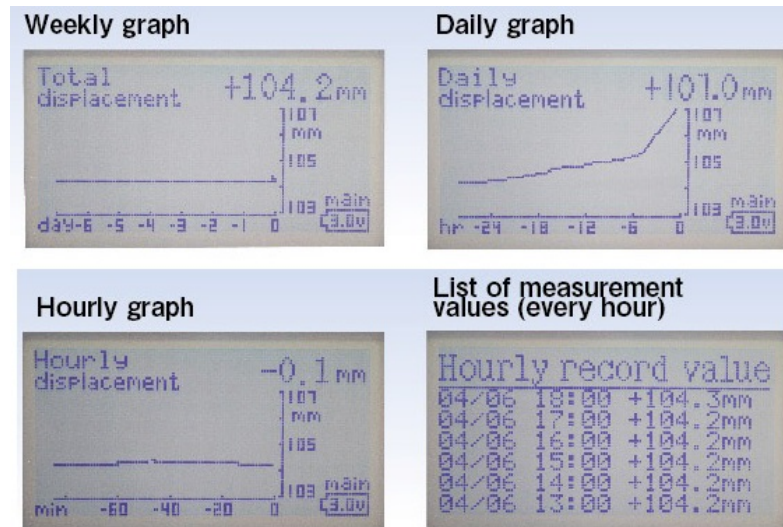 Weekly graph
Total
displacement
+104.2mm
107
mm
105
103
day-6 -5 -4 -3 -2 -1 0
main
3.0v
Daily graph
Daily
displacement
+107.0mm
107
mm
105
103
hr -24 -18 -12 -6 0
main
3.0v
Hourly graph
Hourly
displacement
-0.1mm
107
mm
105
103
min -60 -40 -20 0
main
3.0v
List of measurement
values (every hour)
Hourly record value
04/06 18:00 +104.3mm
04/06 17:00 +104.2mm
04/06 16:00 +104.2mm
04/06 15:00 +104.2mm
04/06 14:00 +104.2mm
04/06 13:00 +104.2mm